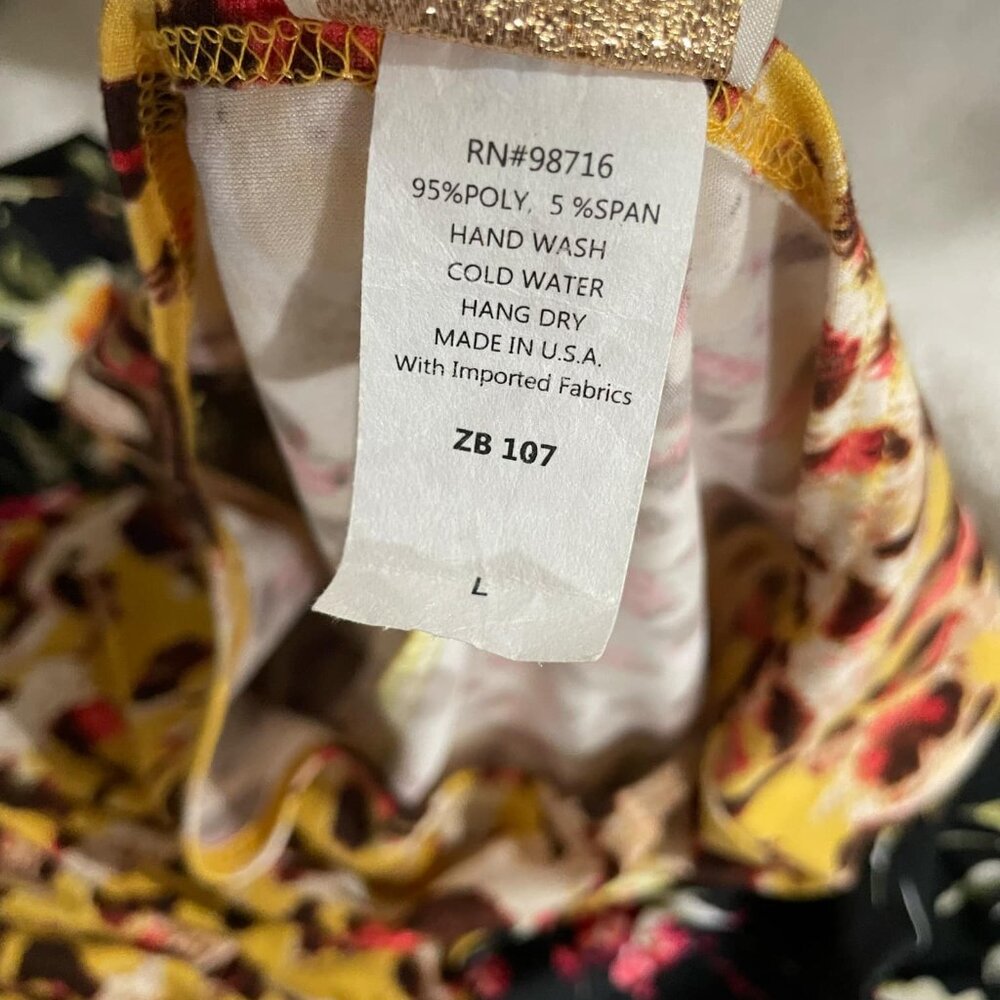 RN#98716
95%POLY, 5 %SPAN
HAND WASH
COLD WATER
HANG DRY
MADE IN U.S.A.
With Imported Fabrics
ZB 107
L